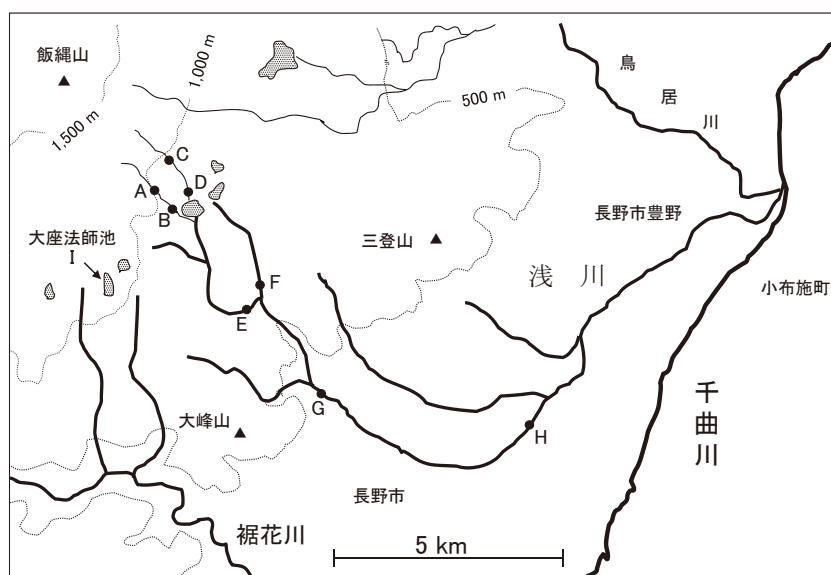 飯縄山
1,000 m
1,500 m
500 m
鳥居川
C
A
D
B
大座法師池
I
三登山
長野市豊野
浅川
小布施町
F
E
G
大峰山
H
千曲川
長野市
裾花川
5 km